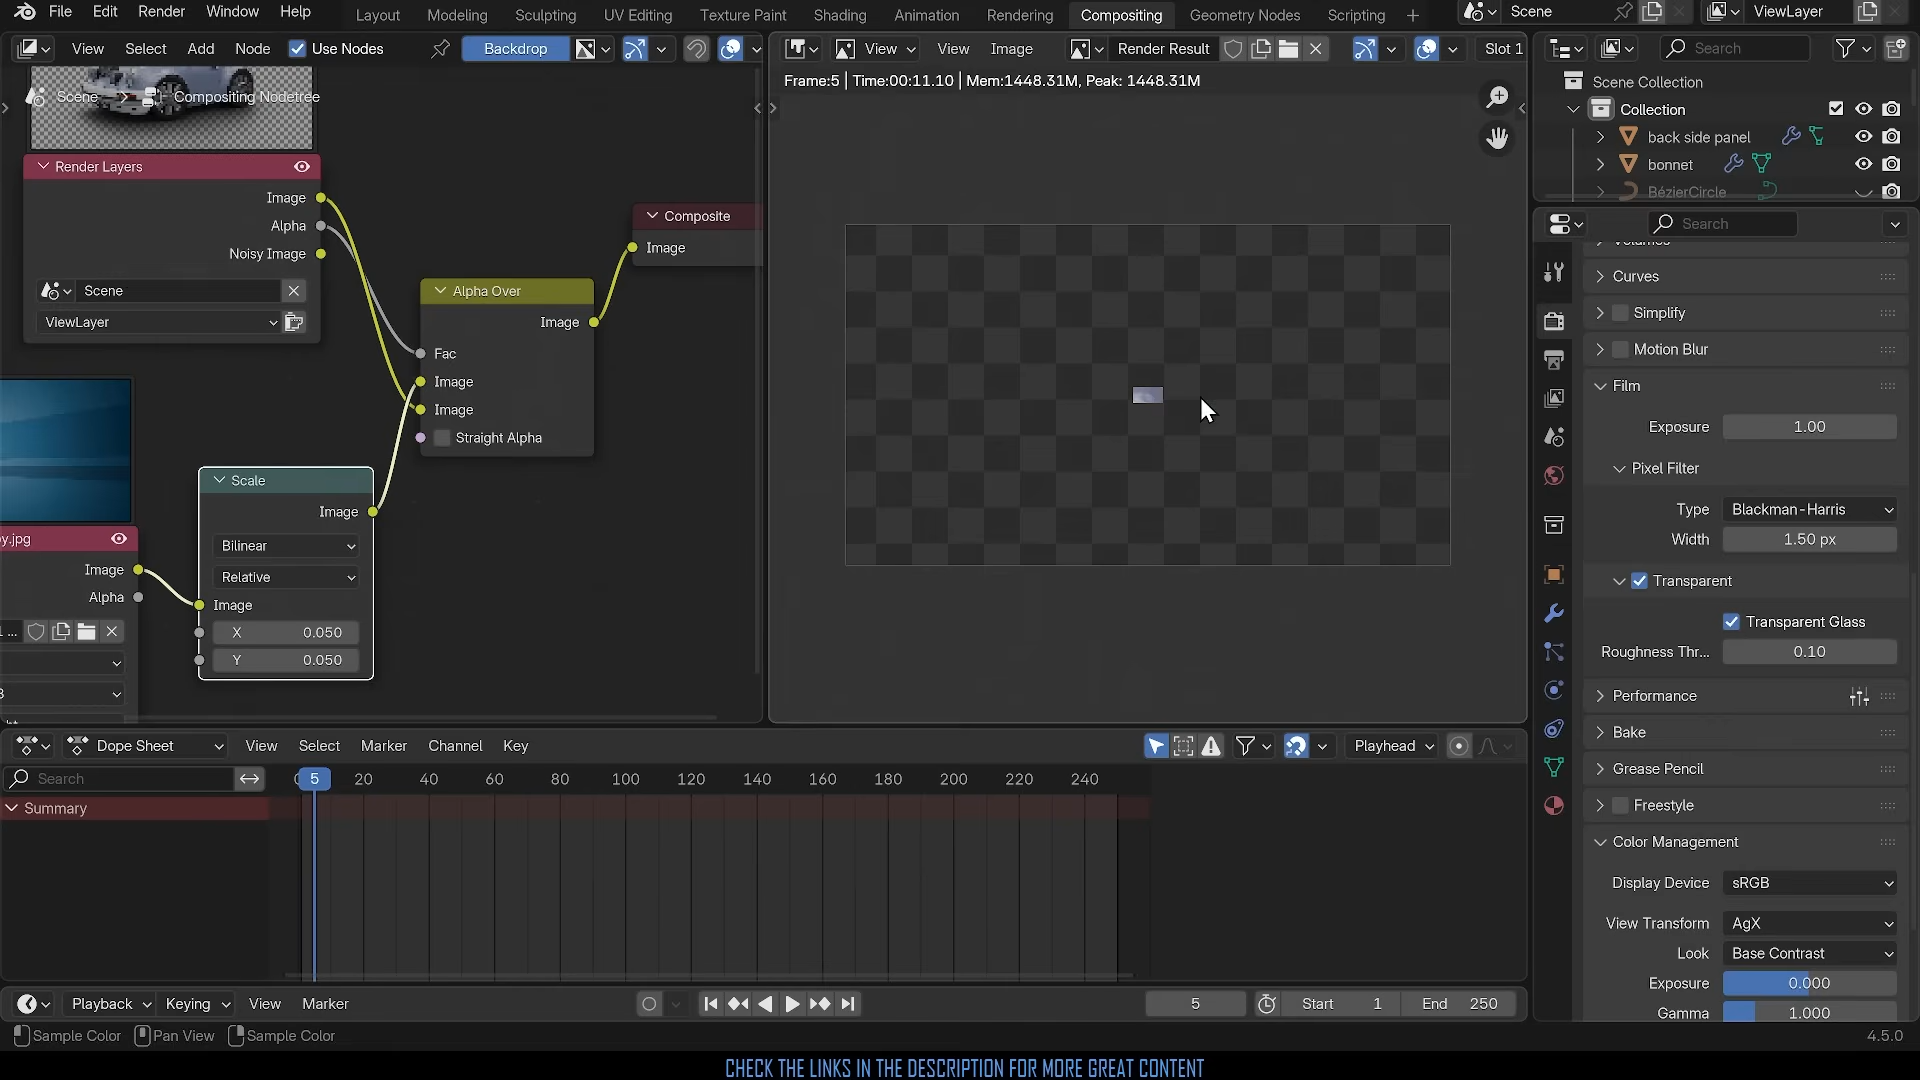 File Edit Render Window Help Layout Modeling Sculpting UV Editing Texture Paint Shading Animation Rendering Compositing Geometry Nodes Scripting Scene ViewLayer
View Select Add Node Use Nodes Backdrop
View View Image Render Result Slot 1
Search
Frame:5 | Time:00:11.10 | Mem:1448.31M, Peak: 1448.31M
Scene Compositing Nodetree
Render Layers
Image
Alpha
Noisy Image
Scene
ViewLayer
Composite
Image
Alpha Over
Image
Fac
Image
Image
Straight Alpha
Scale
Image
Bilinear
Relative
Image
X 0.050
Y 0.050
y.jpg
Image
Alpha
Scene Collection
Collection
back side panel
bonnet
BézierCircle
Search
Volumes
Curves
Simplify
Motion Blur
Film
Exposure 1.00
Pixel Filter
Type Blackman-Harris
Width 1.50 px
Transparent
Transparent Glass
Roughness Thr... 0.10
Performance
Bake
Grease Pencil
Freestyle
Color Management
Display Device sRGB
View Transform AgX
Look Base Contrast
Exposure 0.000
Gamma 1.000
Dope Sheet View Select Marker Channel Key Playhead
Search 5 20 40 60 80 100 120 140 160 180 200 220 240
Summary
Playback Keying View Marker 5 Start 1 End 250
Sample Color Pan View Sample Color 4.5.0
CHECK THE LINKS IN THE DESCRIPTION FOR MORE GREAT CONTENT